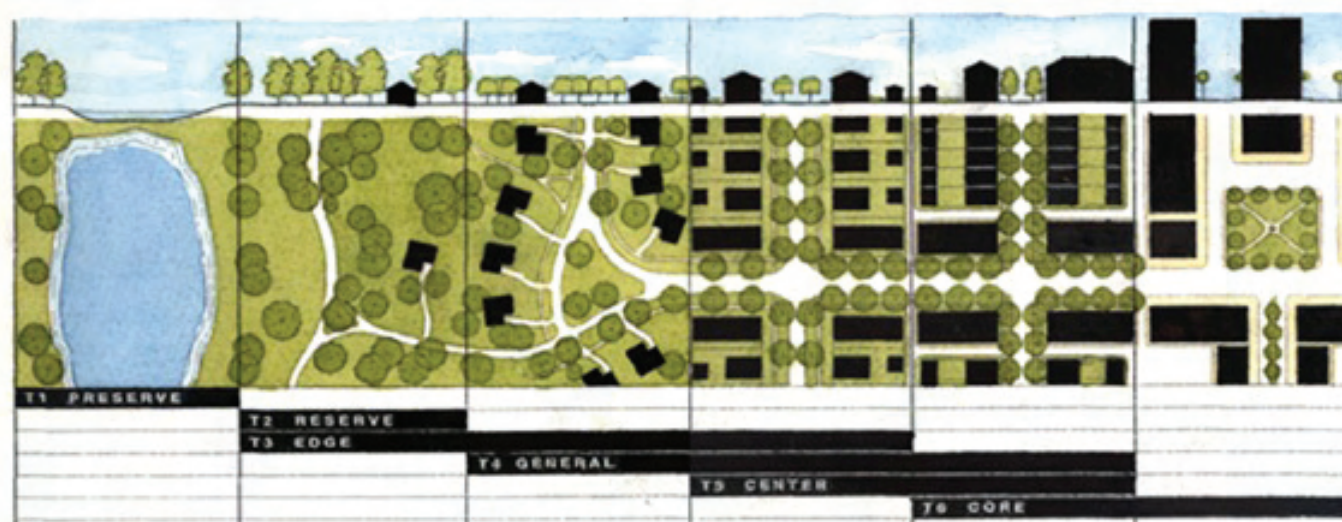 T1 PRESERVE
T2 RESERVE
T3 EDGE
T4 GENERAL
T5 CENTER
T6 CORE